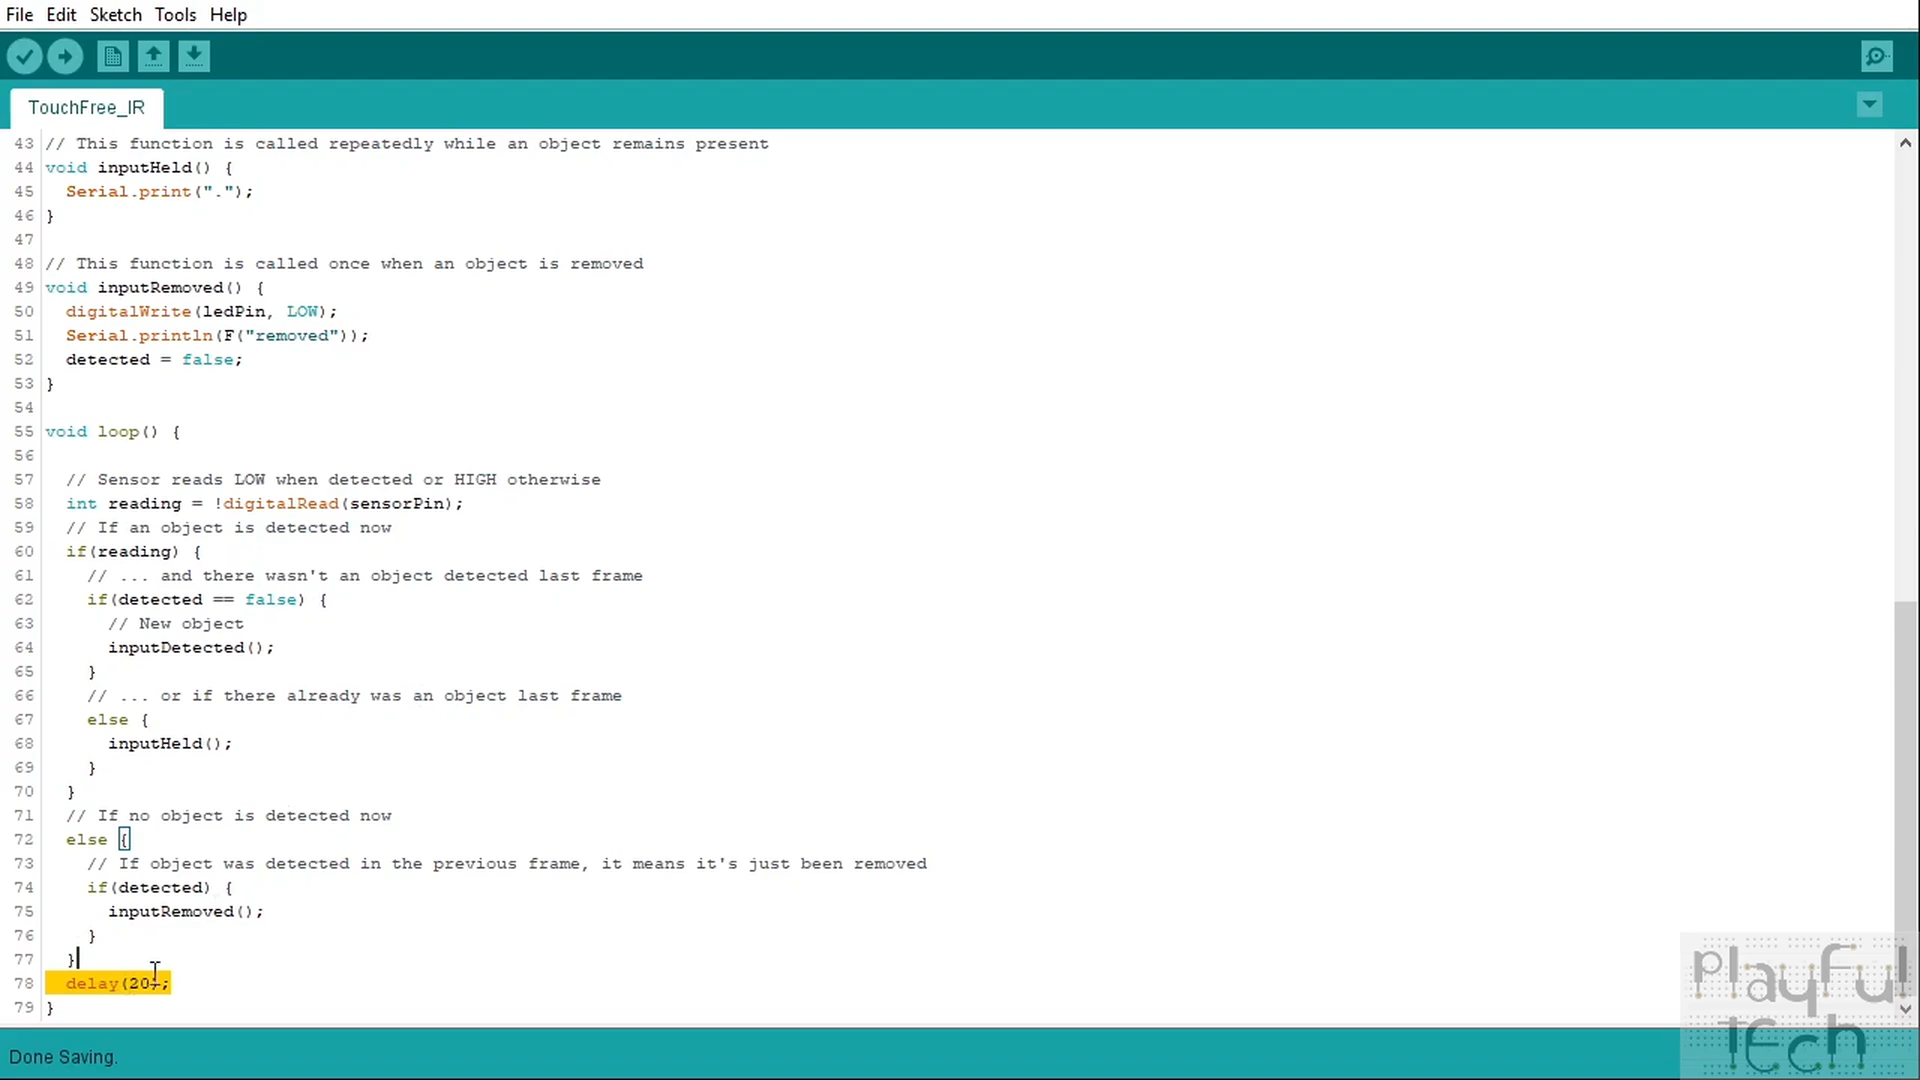 File Edit Sketch Tools Help
TouchFree_IR
43 // This function is called repeatedly while an object remains present
44 void inputHeld() {
45   Serial.print(".");
46 }
47
48 // This function is called once when an object is removed
49 void inputRemoved() {
50   digitalWrite(ledPin, LOW);
51   Serial.println(F("removed"));
52   detected = false;
53 }
54
55 void loop() {
56
57   // Sensor reads LOW when detected or HIGH otherwise
58   int reading = !digitalRead(sensorPin);
59   // If an object is detected now
60   if(reading) {
61     // ... and there wasn't an object detected last frame
62     if(detected == false) {
63       // New object
64       inputDetected();
65     }
66     // ... or if there already was an object last frame
67     else {
68       inputHeld();
69     }
70   }
71   // If no object is detected now
72   else {
73     // If object was detected in the previous frame, it means it's just been removed
74     if(detected) {
75       inputRemoved();
76     }
77   }
78   delay(20);
79 }
Done Saving.
playful
tech